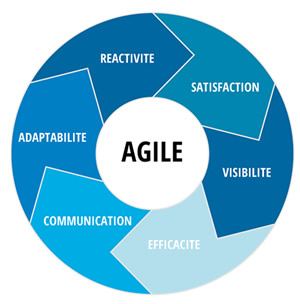 REACTIVITE
SATISFACTION
ADAPTABILITE
AGILE
VISIBILITE
COMMUNICATION
EFFICACITE